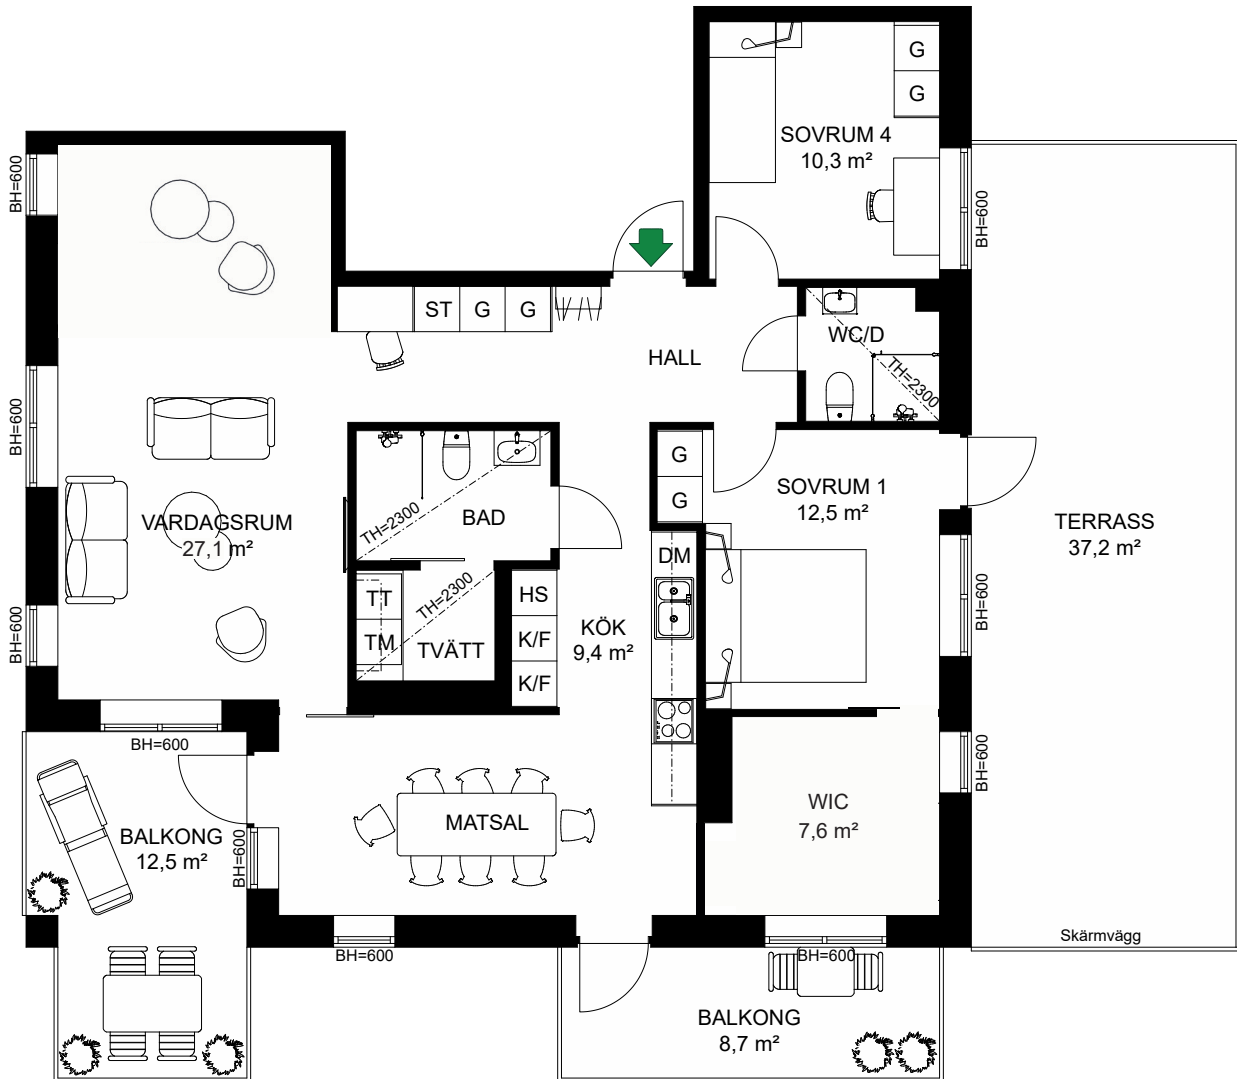 G
G
SOVRUM 4
10,3 m²
BH=600
BH=600
ST
G
G
HALL
WC/D
TH=2300
BH=600
G
G
SOVRUM 1
12,5 m²
TERRASS
37,2 m²
VARDAGSRUM
27,1 m²
TH=2300
BAD
DM
TT
TM
TH=2300
TVÄTT
HS
K/F
K/F
KÖK
9,4 m²
BH=600
BH=600
BH=600
BH=600
BALKONG
12,5 m²
BH=600
MATSAL
WIC
7,6 m²
Skärmvägg
BH=600
BH=600
BALKONG
8,7 m²